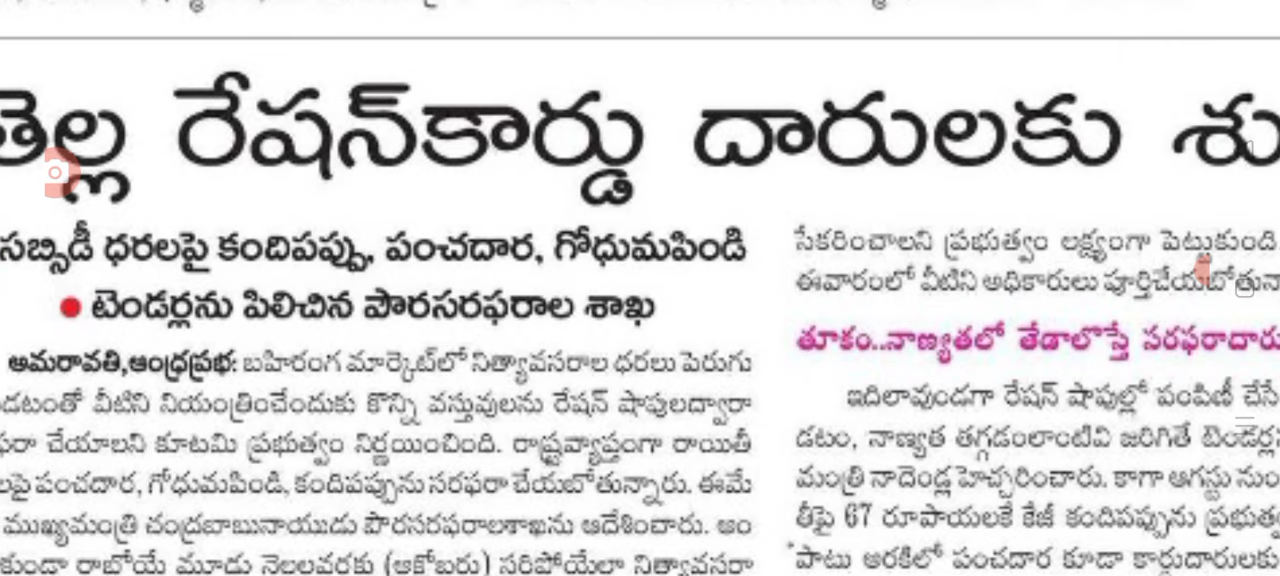 తెల్ల రేషన్‌కార్డు దారులకు శు
సబ్సిడీ ధరలపై కందిపప్పు, పంచదార, గోధుమపిండి
● టెండర్లను పిలిచిన పౌరసరఫరాల శాఖ
అమరావతి,ఆంధ్రప్రభ: బహిరంగ మార్కెట్‌లో నిత్యావసరాల ధరలు పెరుగు
డటంతో వీటిని నియంత్రించేందుకు కొన్ని వస్తువులను రేషన్ షాపులద్వారా
ఫరా చేయాలని కూటమి ప్రభుత్వం నిర్ణయించింది. రాష్ట్రవ్యాప్తంగా రాయితీ
లపై పంచదార, గోధుమపిండి, కందిపప్పును సరఫరా చేయబోతున్నారు. ఈమే
ముఖ్యమంత్రి చంద్రబాబునాయుడు పౌరసరఫరాలశాఖను ఆదేశించారు. ఆం
కుండా రాబోయే మూడు నెలలవరకు (ఆక్టోబరు) సరిపోయేలా నిత్యావసరా
సేకరించాలని ప్రభుత్వం లక్ష్యంగా పెట్టుకుంది
ఈవారంలో వీటిని అధికారులు పూర్తిచేయబోతున
తూకం..నాణ్యతలో తేడాలొస్తే సరఫరాదారు
ఇదిలావుండగా రేషన్ షాపుల్లో పంపిణీ చేసే
డటం, నాణ్యత తగ్గడంలాంటివి జరిగితే టెండర్ల
మంత్రి నాదెండ్ల హెచ్చరించారు. కాగా ఆగస్టు నుం
తీపై 67 రూపాయలకే కేజీ కందిపప్పును ప్రభుత్వ
పాటు అరకిలో పంచదార కూడా కార్డుదారులకు